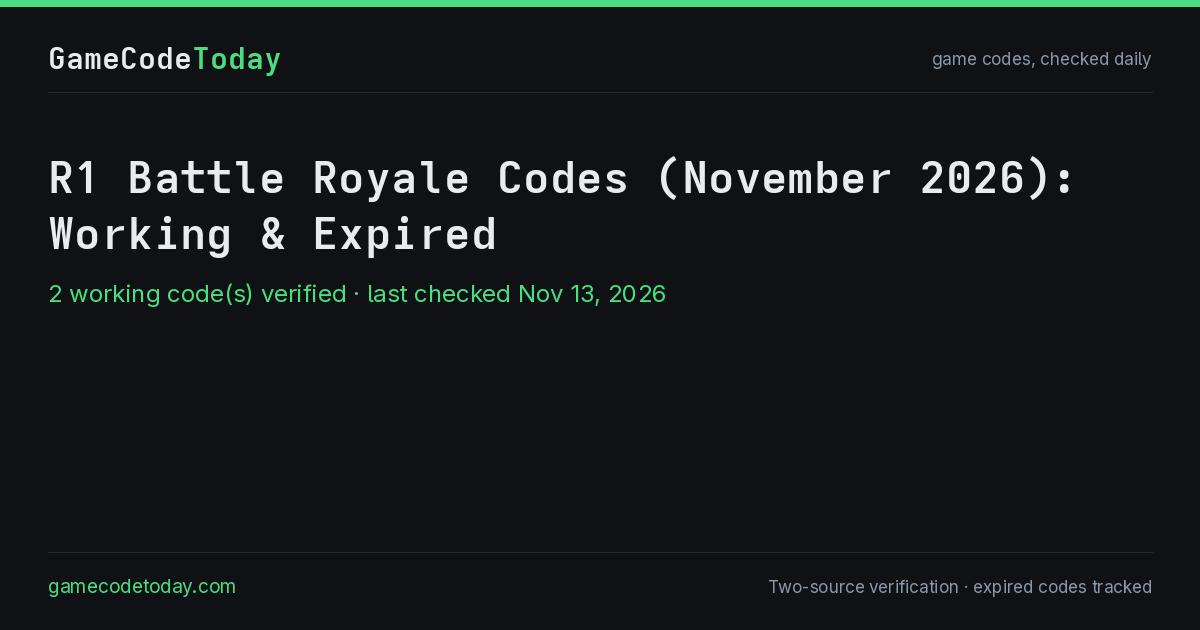 GameCodeToday
game codes, checked daily
R1 Battle Royale Codes (November 2026):
Working & Expired
2 working code(s) verified · last checked Nov 13, 2026
gamecodetoday.com
Two-source verification · expired codes tracked